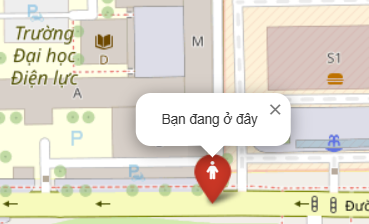 Trường
Đại học
Điện lực
D
M
S1
A
P
Bạn đang ở đây
P
Đườ